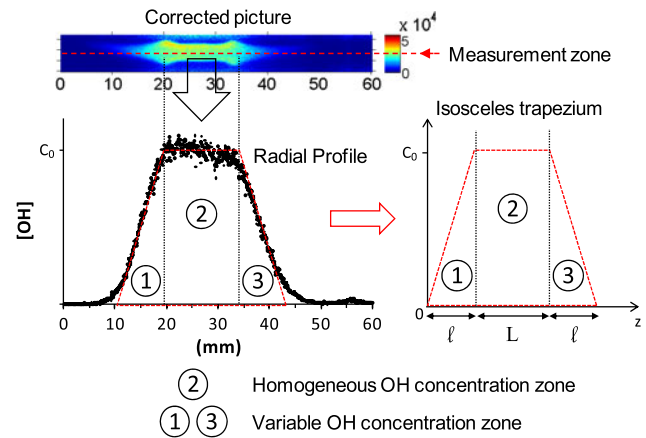 Corrected picture
x 10⁴
5
0
Measurement zone
0 10 20 30 40 50 60
Isosceles trapezium
C₀
Radial Profile
C₀
[OH]
2
2
1
3
1
3
0
0 10 20 30 40 50 60
z
(mm)
ℓ L ℓ
2 Homogeneous OH concentration zone
1 3 Variable OH concentration zone